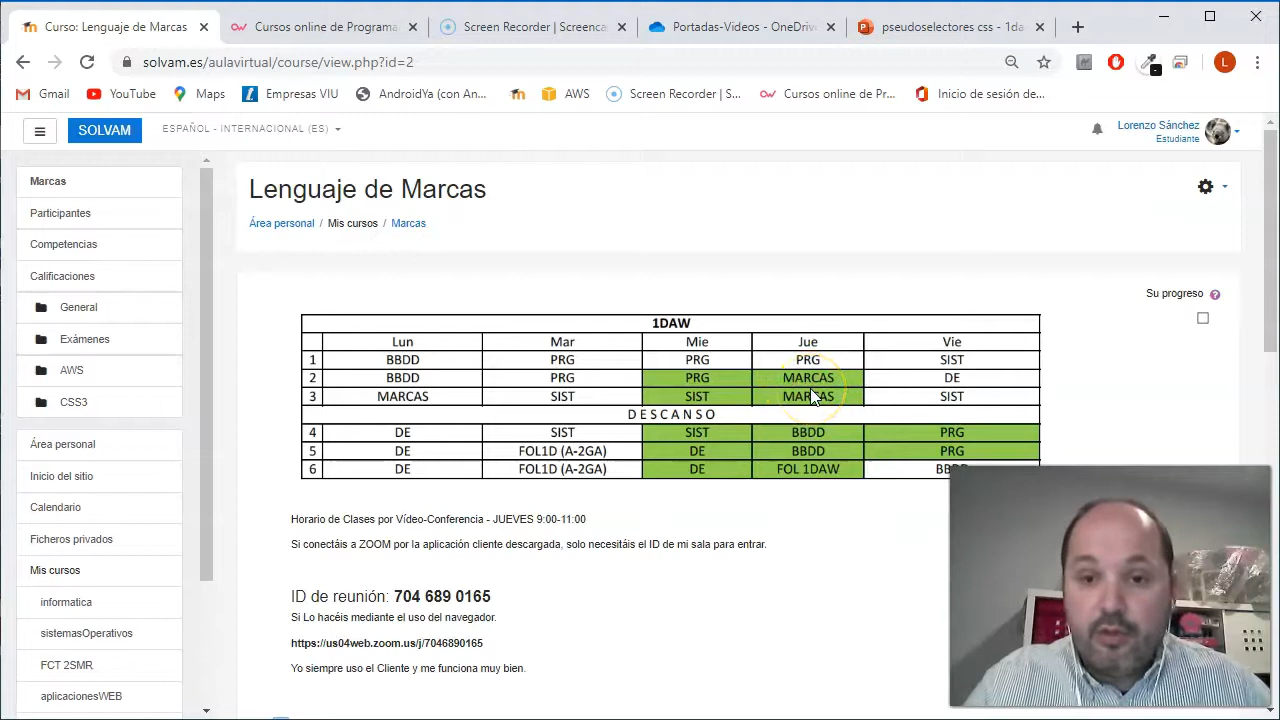 Curso: Lenguaje de Marcas
Cursos online de Programa
Screen Recorder | Screenca
Portadas-Videos - OneDrive
pseudoselectores css - 1da
solvam.es/aulavirtual/course/view.php?id=2
Gmail
YouTube
Maps
Empresas VIU
AndroidYa (con An...
AWS
Screen Recorder | S...
Cursos online de Pr...
Inicio de sesión de...
SOLVAM
ESPAÑOL - INTERNACIONAL (ES)
Lorenzo Sánchez
Estudiante
Marcas
Participantes
Competencias
Calificaciones
General
Exámenes
AWS
CSS3
Área personal
Inicio del sitio
Calendario
Ficheros privados
Mis cursos
informatica
sistemasOperativos
FCT 2SMR
aplicacionesWEB
Lenguaje de Marcas
Área personal / Mis cursos / Marcas
Su progreso
1DAW
Lun Mar Mie Jue Vie
1 BBDD PRG PRG PRG SIST
2 BBDD PRG PRG MARCAS DE
3 MARCAS SIST SIST MARCAS SIST
D E S C A N S O
4 DE SIST SIST BBDD PRG
5 DE FOL1D (A-2GA) DE BBDD PRG
6 DE FOL1D (A-2GA) DE FOL 1DAW
Horario de Clases por Vídeo-Conferencia - JUEVES 9:00-11:00
Si conectáis a ZOOM por la aplicación cliente descargada, solo necesitáis el ID de mi sala para entrar.
ID de reunión: 704 689 0165
Si Lo hacéis mediante el uso del navegador.
https://us04web.zoom.us/j/7046890165
Yo siempre uso el Cliente y me funciona muy bien.